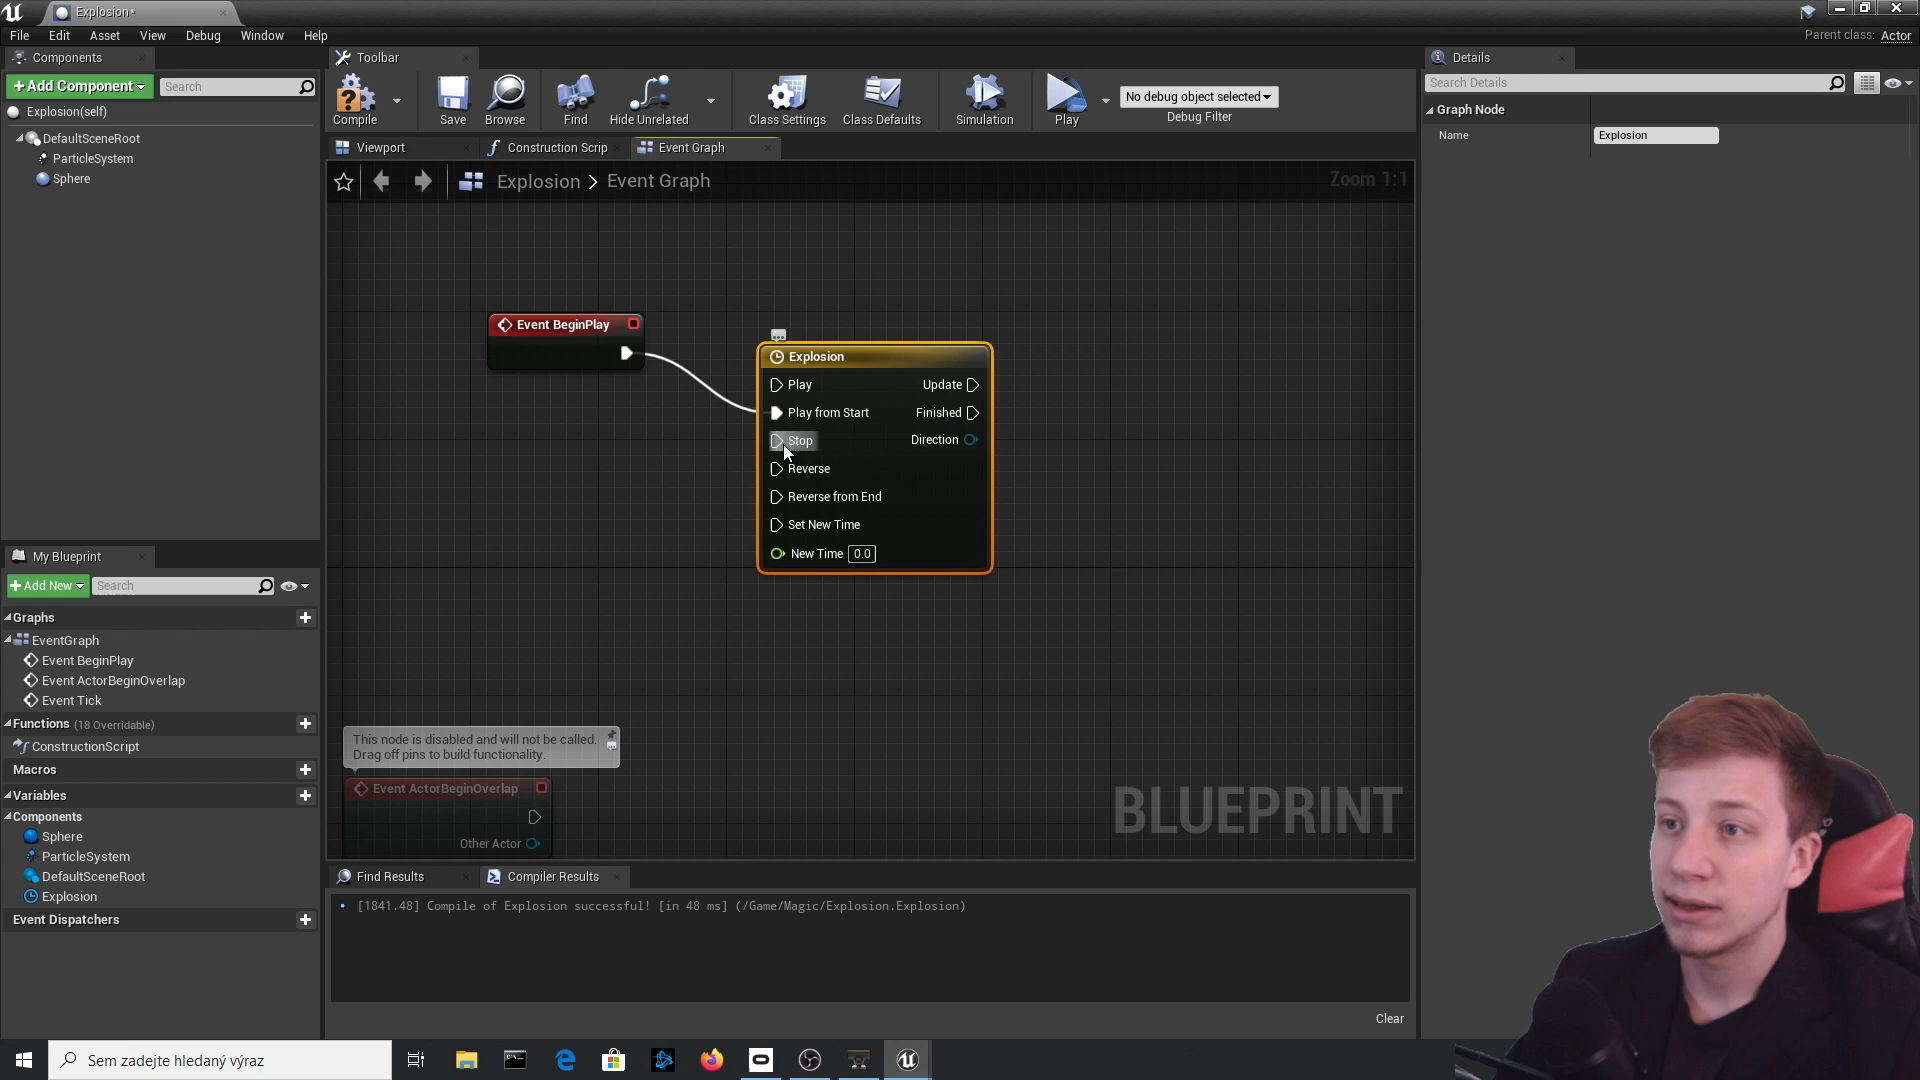 Explosion*
File Edit Asset View Debug Window Help
Parent class: Actor
Components
+ Add Component
Search
Explosion(self)
DefaultSceneRoot
ParticleSystem
Sphere
Toolbar
Compile
Save
Browse
Find
Hide Unrelated
Class Settings
Class Defaults
Simulation
Play
No debug object selected
Debug Filter
Viewport
Construction Scrip
Event Graph
Explosion > Event Graph
Zoom 1:1
Event BeginPlay
Explosion
Play
Update
Play from Start
Finished
Stop
Direction
Reverse
Reverse from End
Set New Time
New Time 0.0
This node is disabled and will not be called.
Drag off pins to build functionality.
Event ActorBeginOverlap
Other Actor
BLUEPRINT
Details
Search Details
Graph Node
Name
Explosion
My Blueprint
+ Add New
Search
Graphs
EventGraph
Event BeginPlay
Event ActorBeginOverlap
Event Tick
Functions (18 Overridable)
ConstructionScript
Macros
Variables
Components
Sphere
ParticleSystem
DefaultSceneRoot
Explosion
Event Dispatchers
Find Results
Compiler Results
[1841.48] Compile of Explosion successful! [in 48 ms] (/Game/Magic/Explosion.Explosion)
Clear
Sem zadejte hledaný výraz